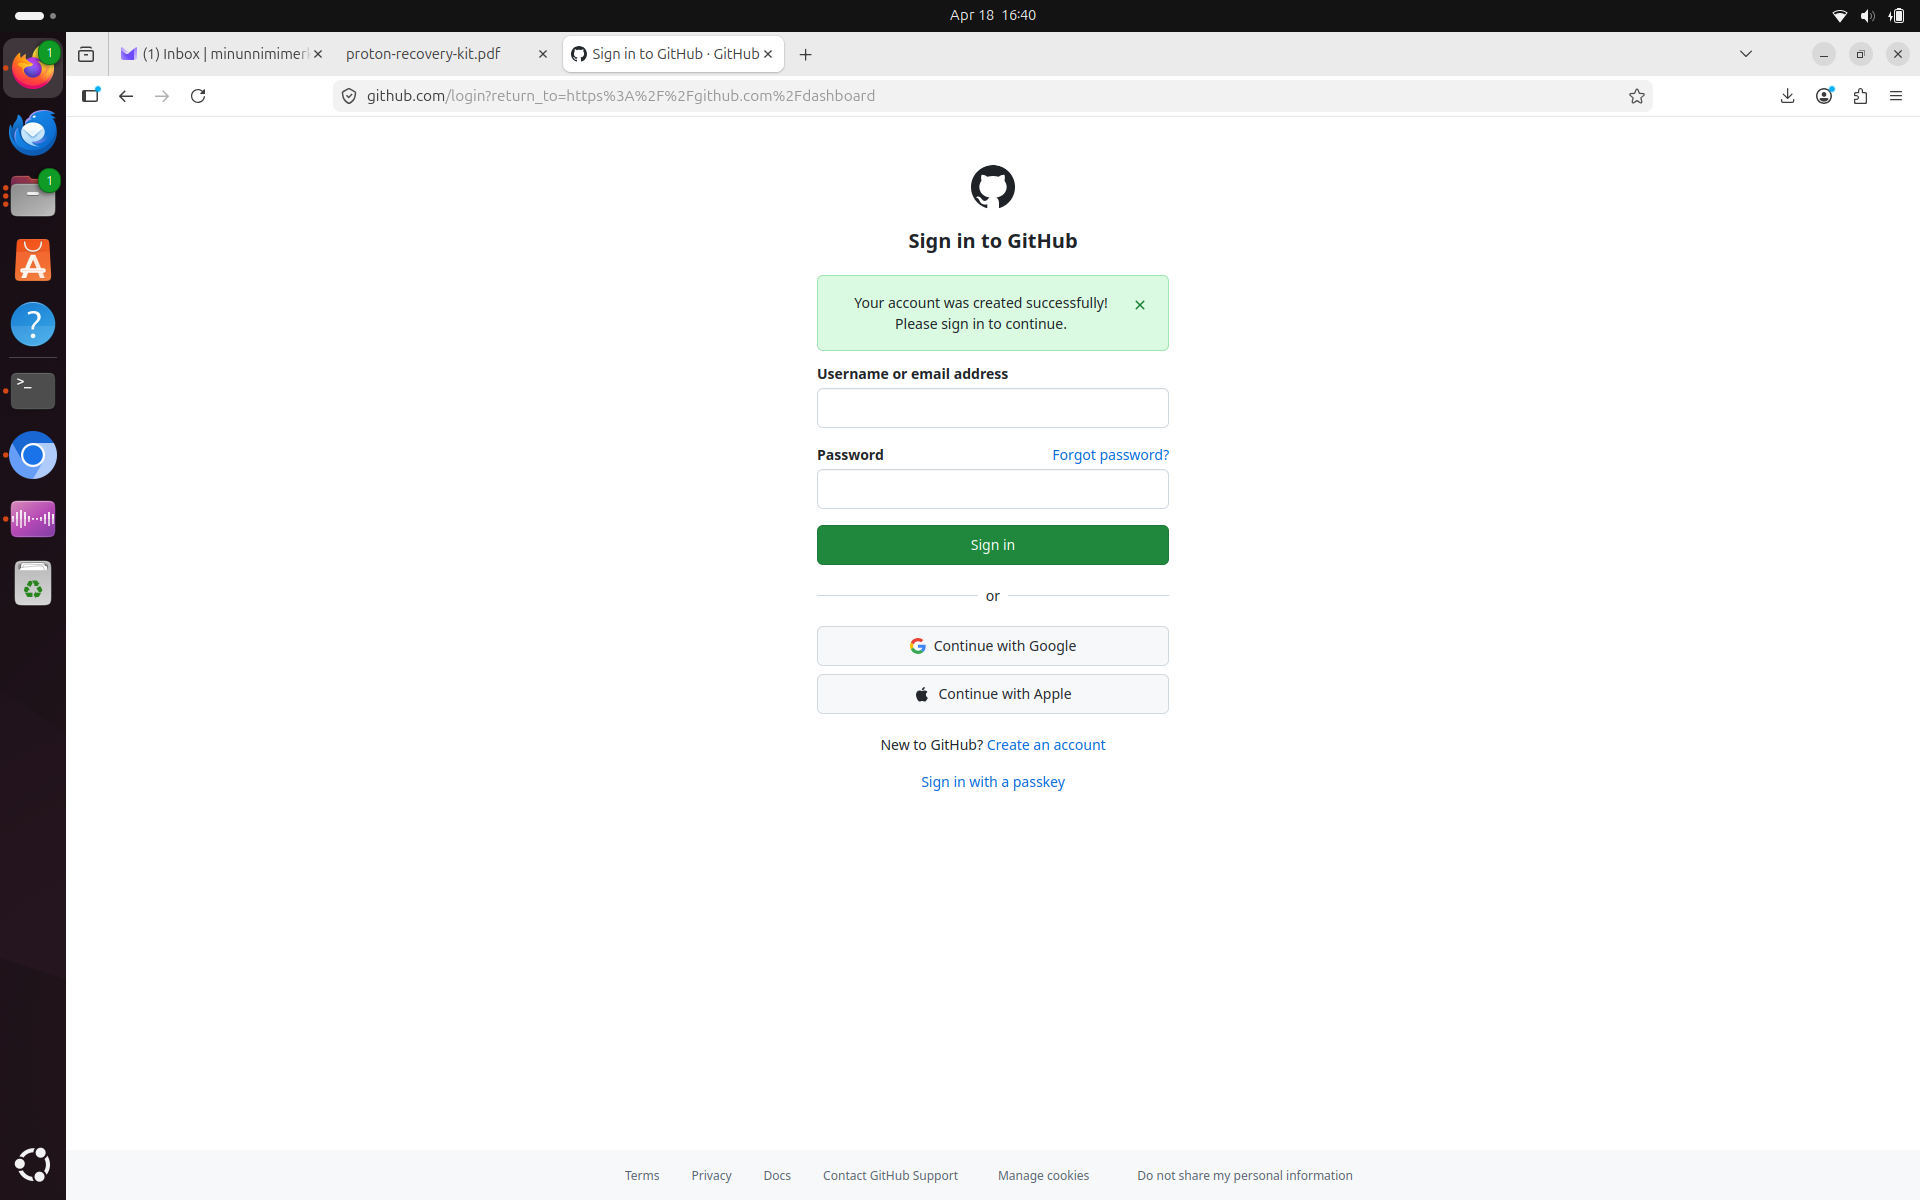 Apr 18 16:40
(1) Inbox | minunnimimer
proton-recovery-kit.pdf
Sign in to GitHub · GitHub
github.com/login?return_to=https%3A%2F%2Fgithub.com%2Fdashboard
1
1
Sign in to GitHub
Your account was created successfully!
Please sign in to continue.
Username or email address
Password
Forgot password?
Sign in
or
Continue with Google
Continue with Apple
New to GitHub? Create an account
Sign in with a passkey
Terms
Privacy
Docs
Contact GitHub Support
Manage cookies
Do not share my personal information